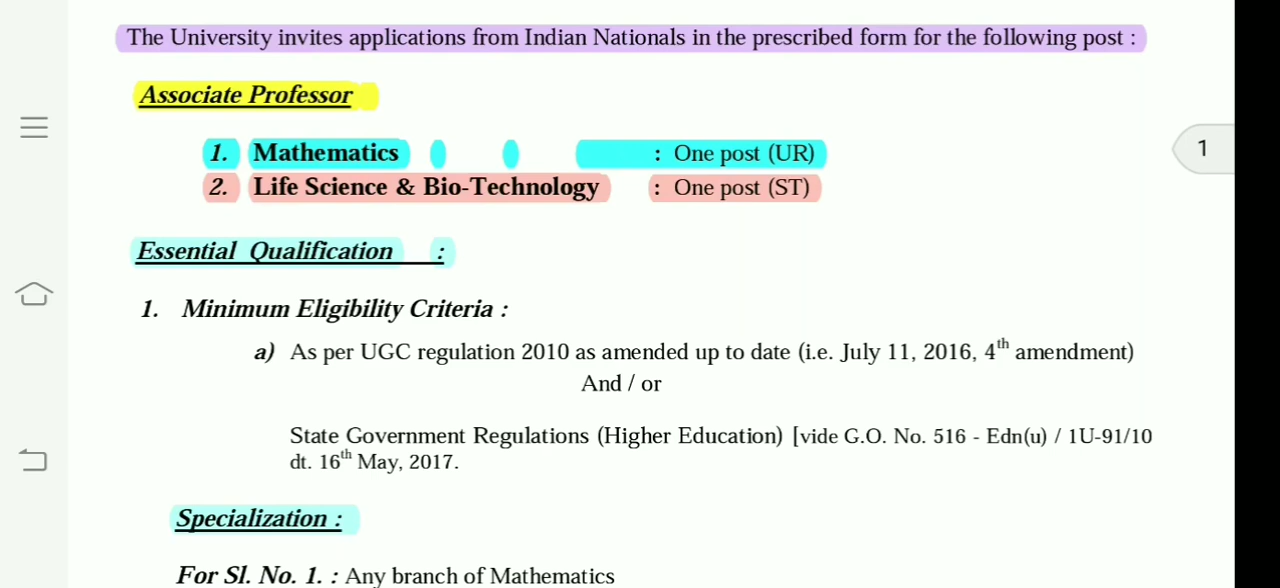 The University invites applications from Indian Nationals in the prescribed form for the following post :
Associate Professor
1. Mathematics : One post (UR)
2. Life Science & Bio-Technology : One post (ST)
Essential Qualification :
1. Minimum Eligibility Criteria :
a) As per UGC regulation 2010 as amended up to date (i.e. July 11, 2016, 4th amendment)
And / or
State Government Regulations (Higher Education) [vide G.O. No. 516 - Edn(u) / 1U-91/10
dt. 16th May, 2017.
Specialization :
For Sl. No. 1. : Any branch of Mathematics
1